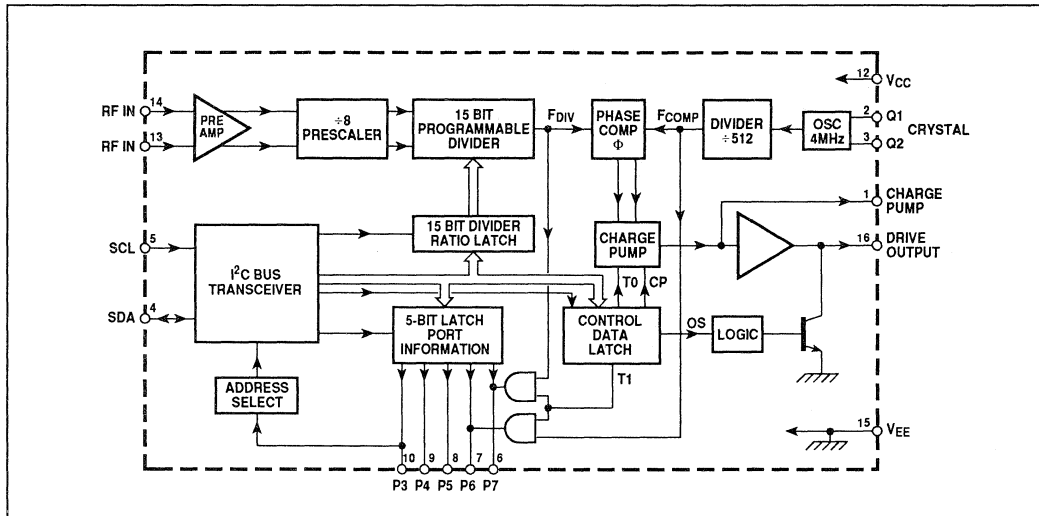 12
VCC
RF IN 14
PRE
AMP
÷8
PRESCALER
15 BIT
PROGRAMMABLE
DIVIDER
FDIV
PHASE
COMP
Φ
FCOMP
DIVIDER
÷512
OSC
4MHz
2 Q1
CRYSTAL
3 Q2
RF IN 13
1 CHARGE
PUMP
16 DRIVE
OUTPUT
SCL 5
I²C BUS
TRANSCEIVER
SDA 4
15 BIT DIVIDER
RATIO LATCH
CHARGE
PUMP
T0 CP
5-BIT LATCH
PORT
INFORMATION
CONTROL
DATA
LATCH
OS
LOGIC
T1
ADDRESS
SELECT
15 VEE
10 9 8 7 6
P3 P4 P5 P6 P7